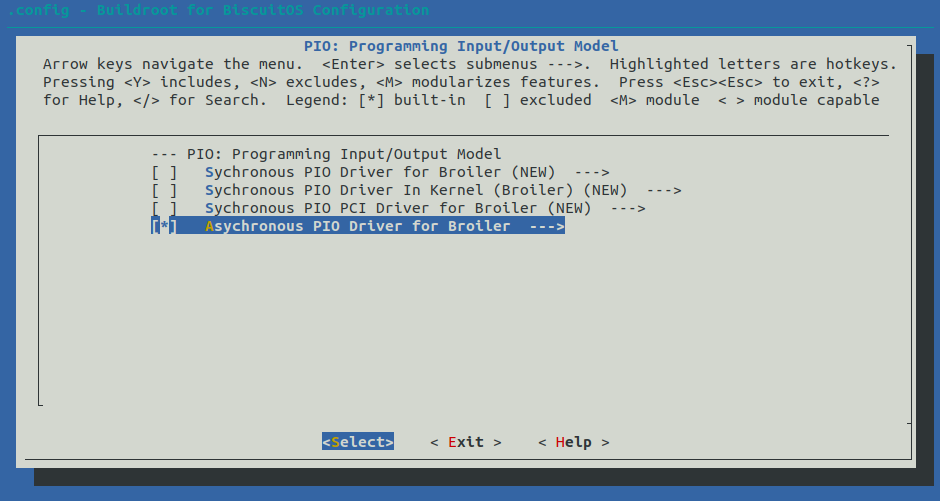 .config - Buildroot for BiscuitOS Configuration
PIO: Programming Input/Output Model
Arrow keys navigate the menu.  <Enter> selects submenus --->.  Highlighted letters are hotkeys.
Pressing <Y> includes, <N> excludes, <M> modularizes features.  Press <Esc><Esc> to exit, <?>
for Help, </> for Search.  Legend: [*] built-in  [ ] excluded  <M> module  < > module capable
--- PIO: Programming Input/Output Model
[ ]   Sychronous PIO Driver for Broiler (NEW)  --->
[ ]   Sychronous PIO Driver In Kernel (Broiler) (NEW)  --->
[ ]   Sychronous PIO PCI Driver for Broiler (NEW)  --->
[*]   Asychronous PIO Driver for Broiler  --->
<Select>    < Exit >    < Help >